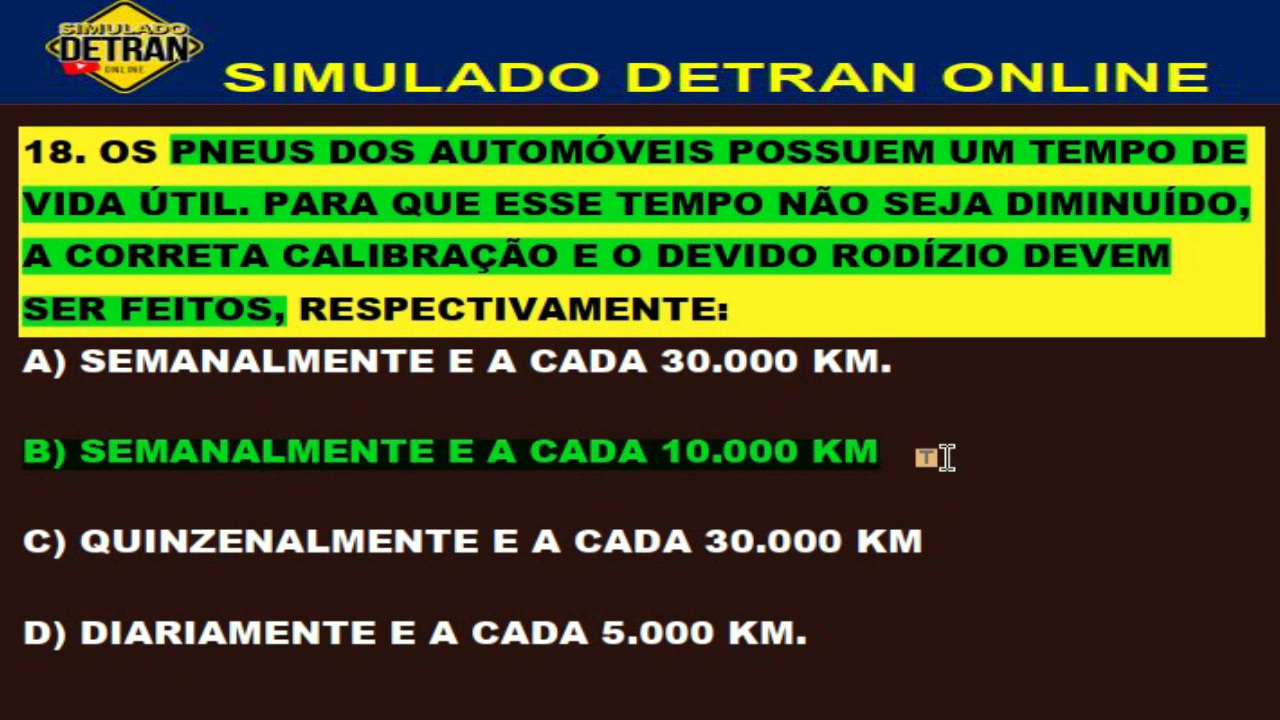 SIMULADO
DETRAN
ONLINE
SIMULADO DETRAN ONLINE
18. OS PNEUS DOS AUTOMÓVEIS POSSUEM UM TEMPO DE
VIDA ÚTIL. PARA QUE ESSE TEMPO NÃO SEJA DIMINUÍDO,
A CORRETA CALIBRAÇÃO E O DEVIDO RODÍZIO DEVEM
SER FEITOS, RESPECTIVAMENTE:
A) SEMANALMENTE E A CADA 30.000 KM.
B) SEMANALMENTE E A CADA 10.000 KM
T
C) QUINZENALMENTE E A CADA 30.000 KM
D) DIARIAMENTE E A CADA 5.000 KM.